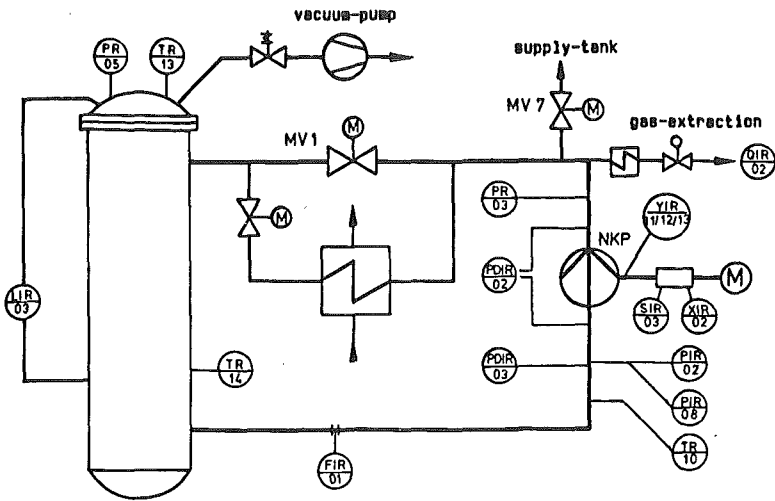 vacuum-pump
PR
05
TR
13
supply-tank
MV 7
M
gas-extraction
MV 1
M
QIR
02
M
PR
03
YIR
11/12/13
NKP
PDIR
02
M
LIR
03
SIR
03
XIR
02
TR
14
PDIR
03
PIR
02
PIR
08
FIR
01
TR
10